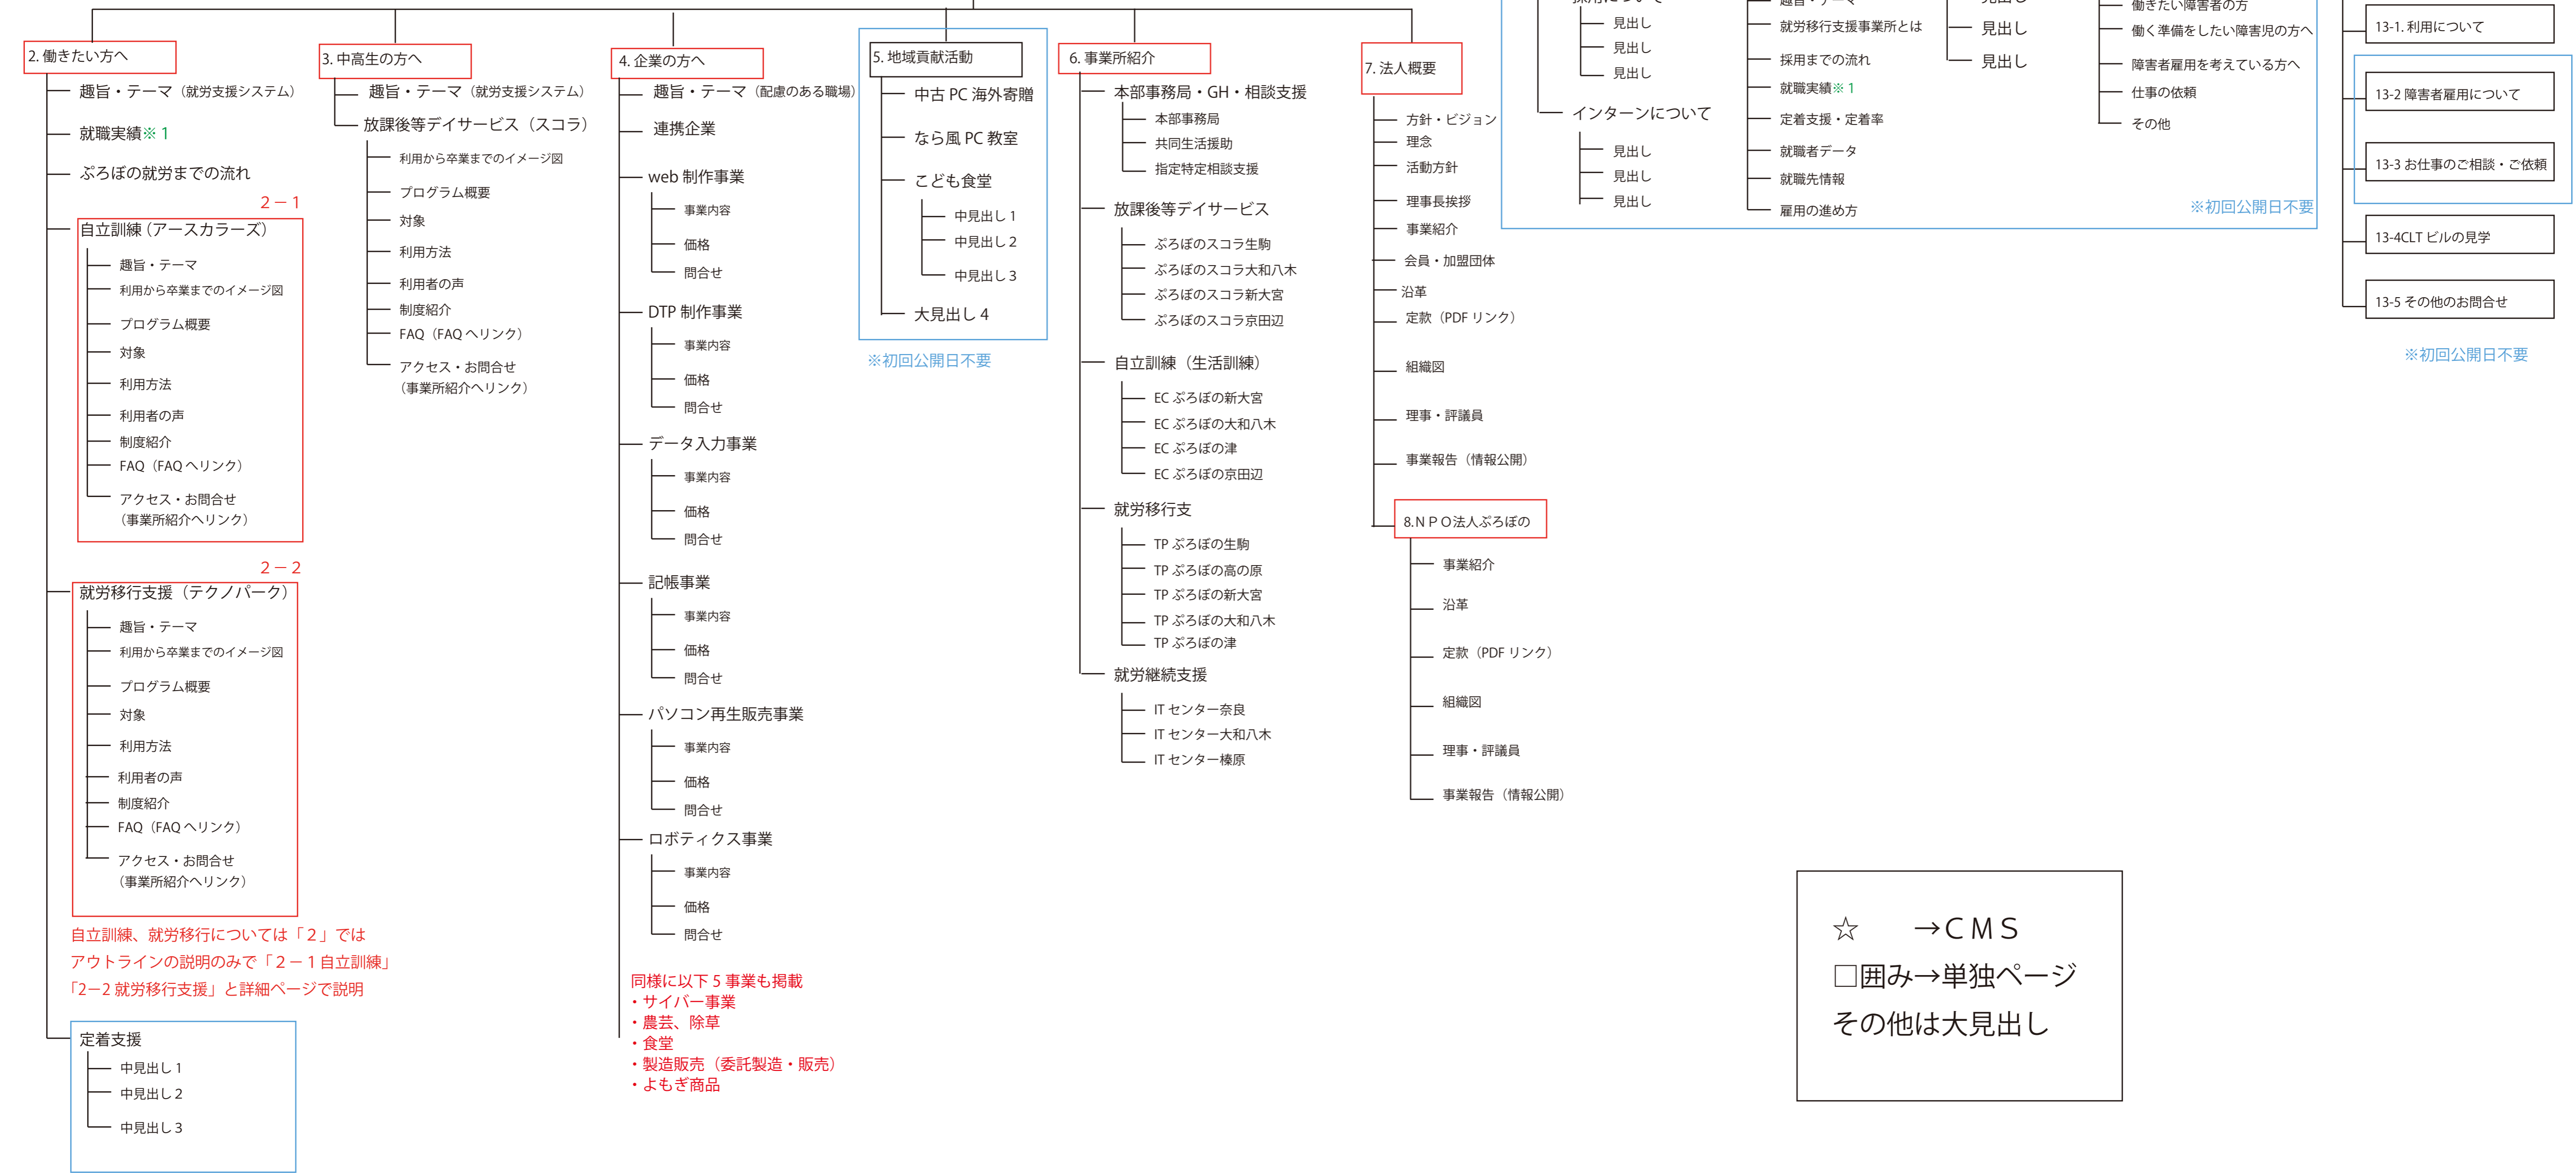 2. 働きたい方へ
趣旨・テーマ（就労支援システム）
就職実績※１
ぷろぼの就労までの流れ
２－１
自立訓練（アースカラーズ）
趣旨・テーマ
利用から卒業までのイメージ図
プログラム概要
対象
利用方法
利用者の声
制度紹介
FAQ（FAQ へリンク）
アクセス・お問合せ
（事業所紹介へリンク）
２－２
就労移行支援（テクノパーク）
趣旨・テーマ
利用から卒業までのイメージ図
プログラム概要
対象
利用方法
利用者の声
制度紹介
FAQ（FAQ へリンク）
アクセス・お問合せ
（事業所紹介へリンク）
自立訓練、就労移行については「２」では
アウトラインの説明のみで「２－１自立訓練」
「2－2 就労移行支援」と詳細ページで説明
定着支援
中見出し１
中見出し２
中見出し３
3. 中高生の方へ
趣旨・テーマ（就労支援システム）
放課後等デイサービス（スコラ）
利用から卒業までのイメージ図
プログラム概要
対象
利用方法
利用者の声
制度紹介
FAQ（FAQ へリンク）
アクセス・お問合せ
（事業所紹介へリンク）
4. 企業の方へ
趣旨・テーマ（配慮のある職場）
連携企業
web 制作事業
事業内容
価格
問合せ
DTP 制作事業
事業内容
価格
問合せ
データ入力事業
事業内容
価格
問合せ
記帳事業
事業内容
価格
問合せ
パソコン再生販売事業
事業内容
価格
問合せ
ロボティクス事業
事業内容
価格
問合せ
同様に以下 5 事業も掲載
・サイバー事業
・農芸、除草
・食堂
・製造販売（委託製造・販売）
・よもぎ商品
5. 地域貢献活動
中古 PC 海外寄贈
なら風 PC 教室
こども食堂
中見出し１
中見出し２
中見出し３
大見出し 4
※初回公開日不要
6. 事業所紹介
本部事務局・GH・相談支援
本部事務局
共同生活援助
指定特定相談支援
放課後等デイサービス
ぷろぼのスコラ生駒
ぷろぼのスコラ大和八木
ぷろぼのスコラ新大宮
ぷろぼのスコラ京田辺
自立訓練（生活訓練）
EC ぷろぼの新大宮
EC ぷろぼの大和八木
EC ぷろぼの津
EC ぷろぼの京田辺
就労移行支
TP ぷろぼの生駒
TP ぷろぼの高の原
TP ぷろぼの新大宮
TP ぷろぼの大和八木
TP ぷろぼの津
就労継続支援
IT センター奈良
IT センター大和八木
IT センター榛原
7. 法人概要
方針・ビジョン
理念
活動方針
理事長挨拶
事業紹介
会員・加盟団体
沿革
定款（PDF リンク）
組織図
理事・評議員
事業報告（情報公開）
8.ＮＰＯ法人ぷろぼの
事業紹介
沿革
定款（PDF リンク）
組織図
理事・評議員
事業報告（情報公開）
見出し
見出し
見出し
インターンについて
見出し
見出し
見出し
就労移行支援事業所とは
採用までの流れ
就職実績※１
定着支援・定着率
就職者データ
就職先情報
雇用の進め方
見出し
見出し
働きたい障害者の方
働く準備をしたい障害児の方へ
障害者雇用を考えている方へ
仕事の依頼
その他
※初回公開日不要
13-1. 利用について
13-2 障害者雇用について
13-3 お仕事のご相談・ご依頼
13-4CLT ビルの見学
13-5 その他のお問合せ
※初回公開日不要
☆　　→ＣＭＳ
□囲み→単独ページ
その他は大見出し